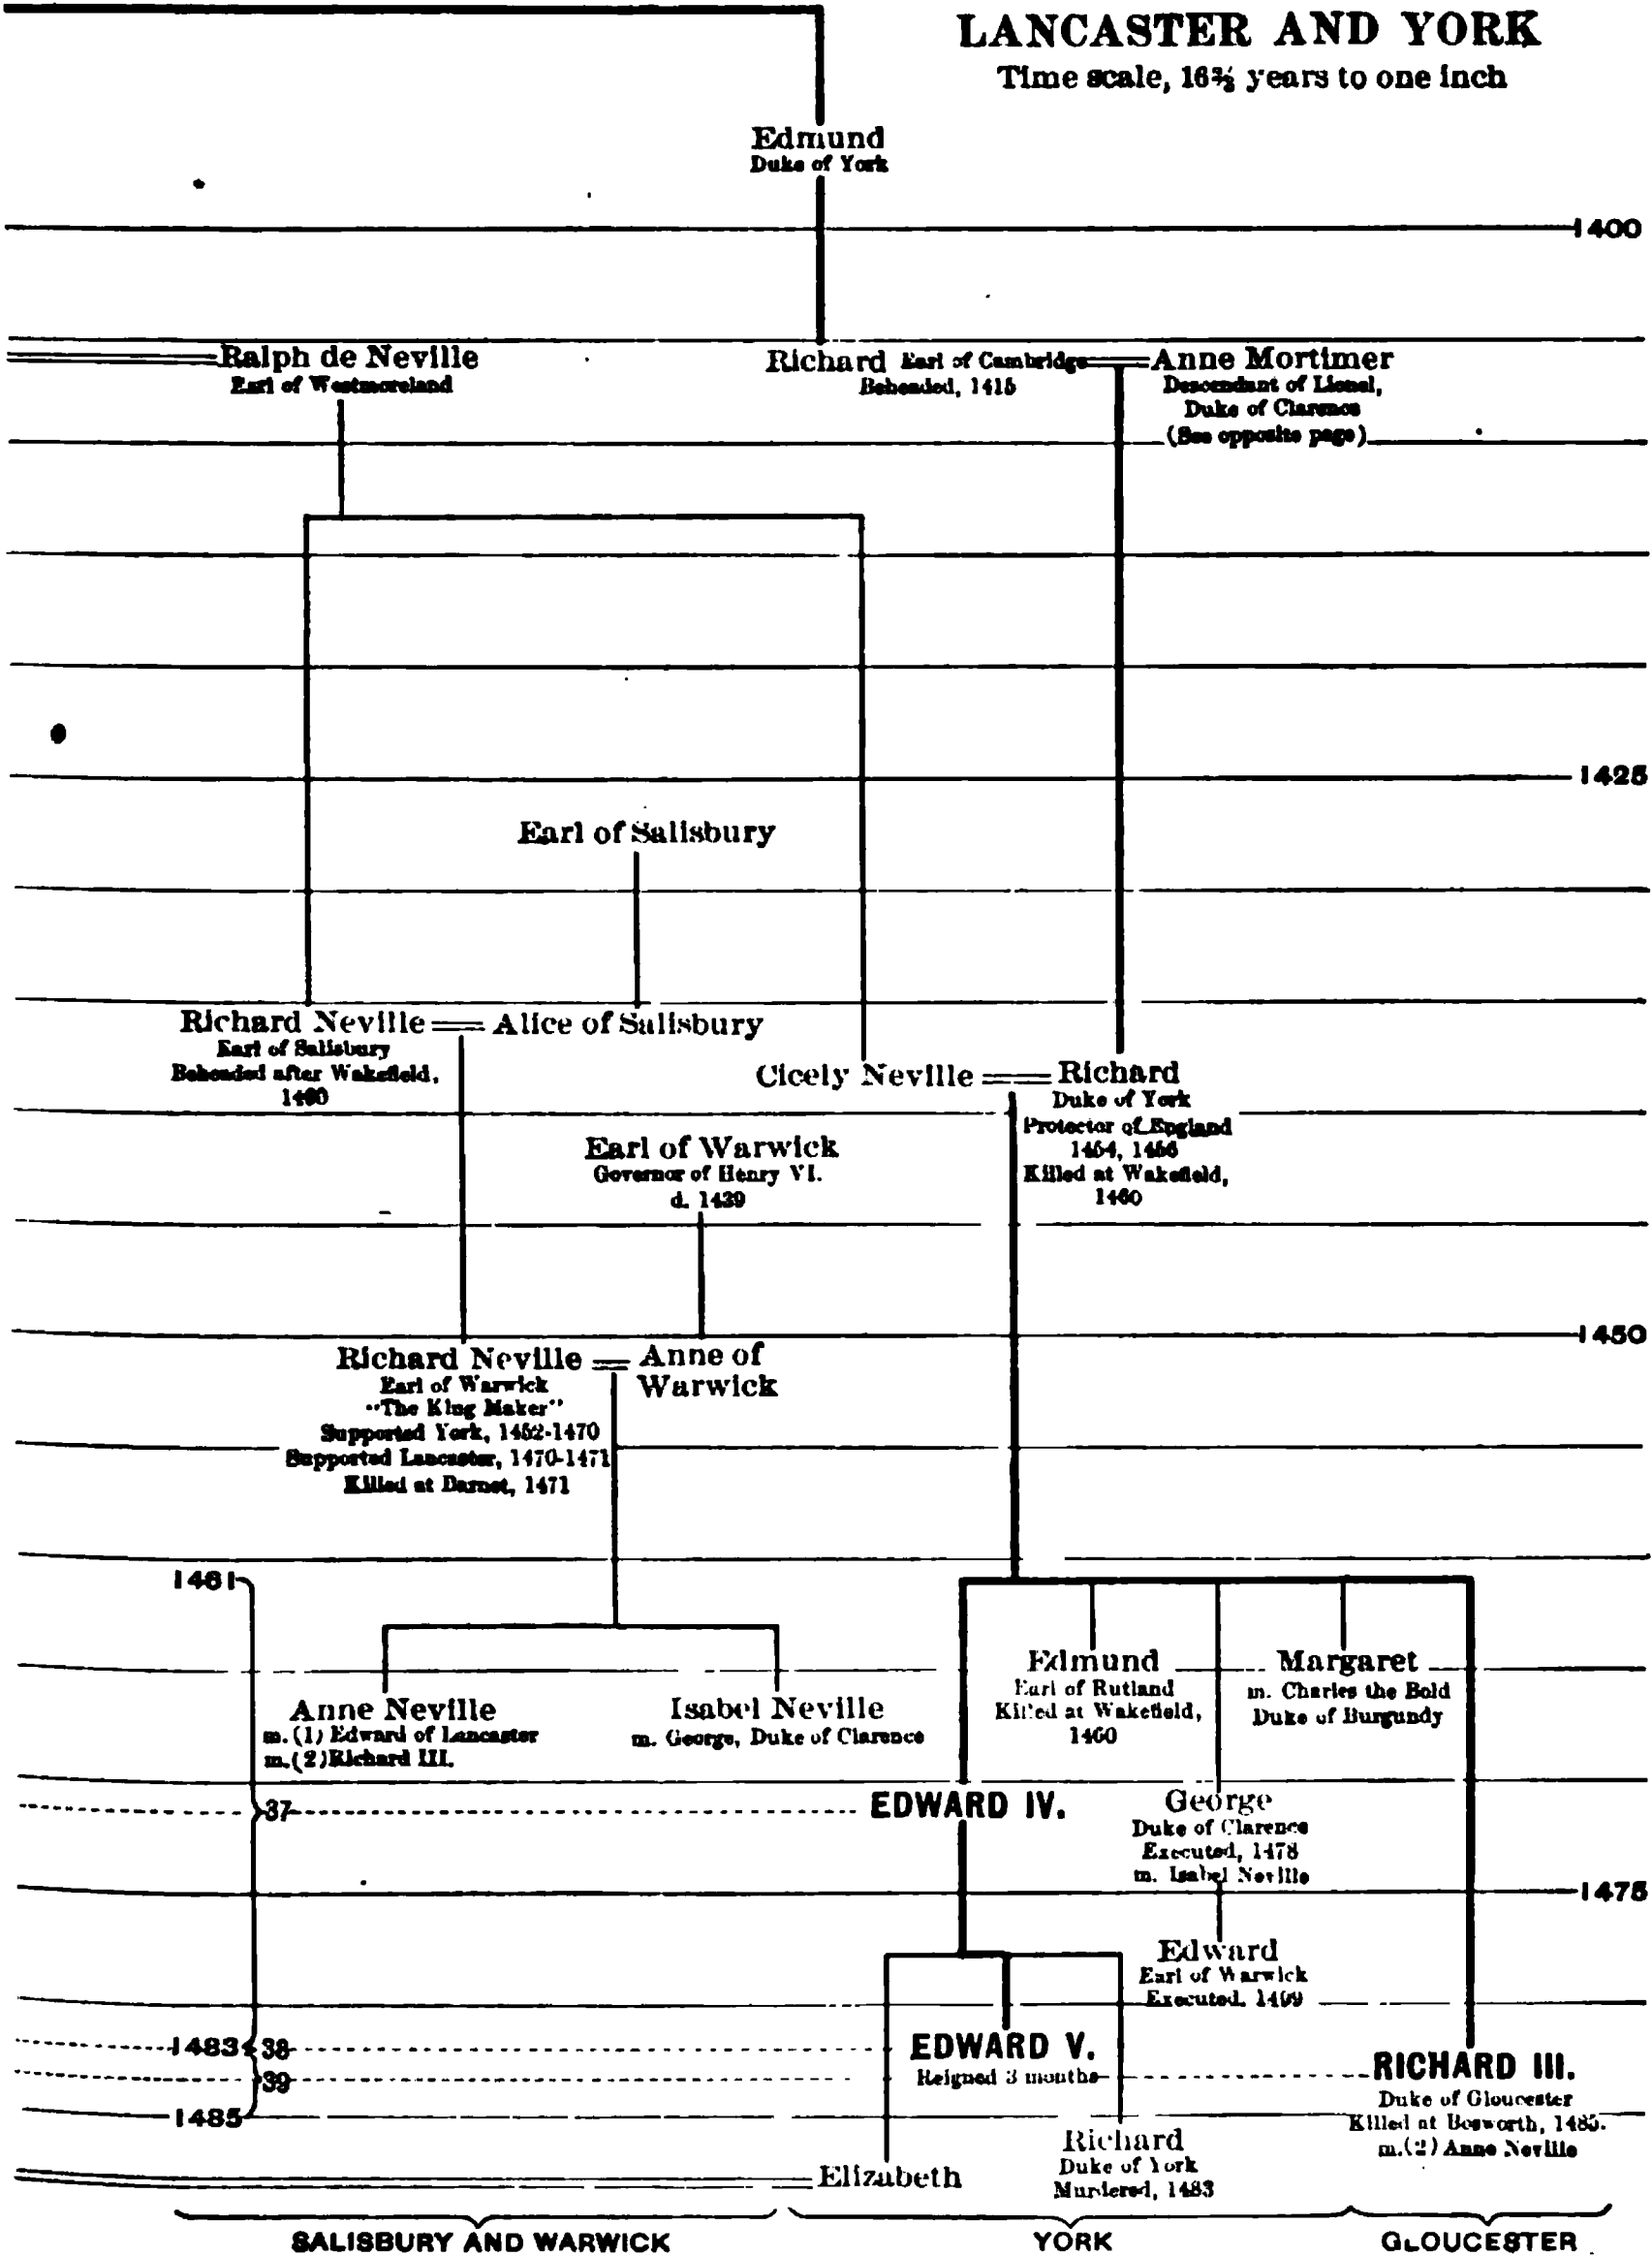 LANCASTER AND YORK
Time scale, 16⅔ years to one inch
Edmund
Duke of York
1400
Ralph de Neville
Earl of Westmoreland
Richard Earl of Cambridge
Beheaded, 1415
Anne Mortimer
Descendant of Lionel,
Duke of Clarence
(See opposite page)
1425
Earl of Salisbury
Richard Neville
Earl of Salisbury
Beheaded after Wakefield,
1460
Alice of Salisbury
Cicely Neville
Richard
Duke of York
Protector of England
1454, 1456
Killed at Wakefield,
1460
Earl of Warwick
Governor of Henry VI.
d. 1439
1450
Richard Neville
Earl of Warwick
"The King Maker"
Supported York, 1452-1470
Supported Lancaster, 1470-1471
Killed at Barnet, 1471
Anne of
Warwick
1461
Anne Neville
m.(1) Edward of Lancaster
m.(2)Richard III.
Isabel Neville
m. George, Duke of Clarence
Edmund
Earl of Rutland
Killed at Wakefield,
1460
Margaret
m. Charles the Bold
Duke of Burgundy
37
EDWARD IV.
George
Duke of Clarence
Executed, 1478
m. Isabel Neville
1475
Edward
Earl of Warwick
Executed, 1499
1483
38
EDWARD V.
Reigned 3 months
39
RICHARD III.
Duke of Gloucester
Killed at Bosworth, 1485.
m.(2) Anne Neville
1485
Richard
Duke of York
Murdered, 1483
Elizabeth
SALISBURY AND WARWICK
YORK
GLOUCESTER